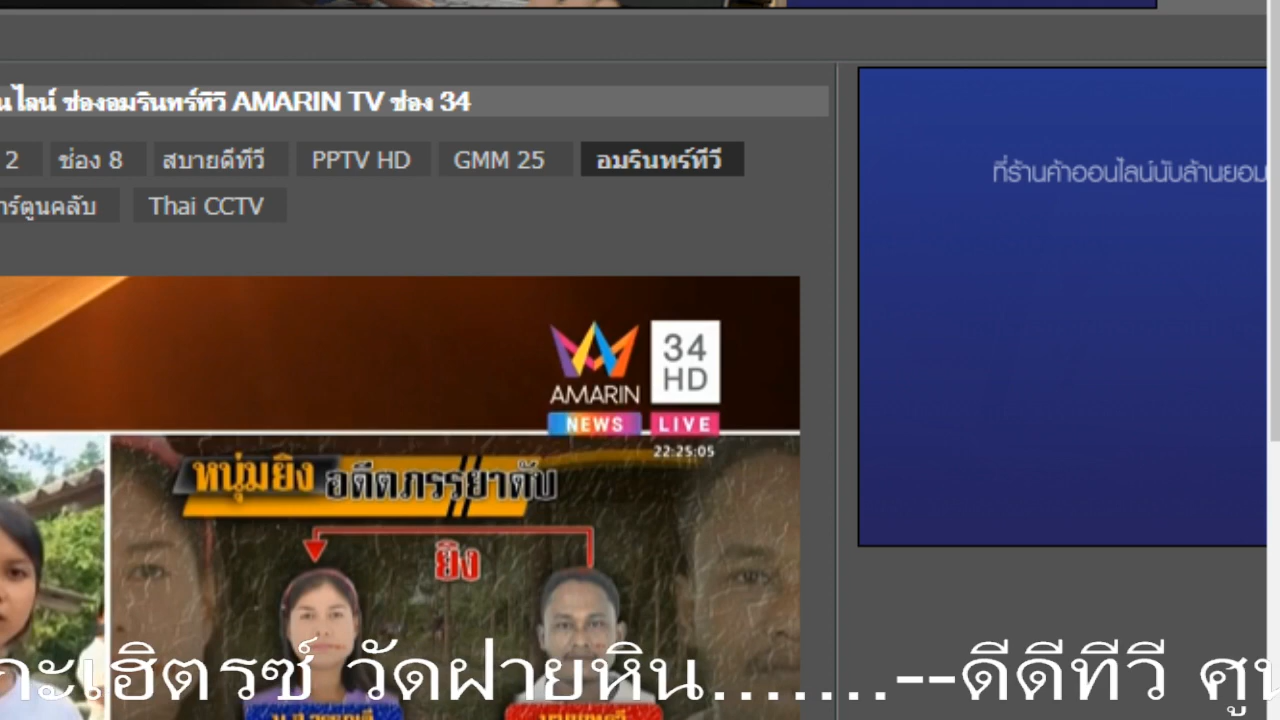 นไลน์ ช่องอมรินทร์ทีวี AMARIN TV ช่อง 34
2 ช่อง 8 สบายดีทีวี PPTV HD GMM 25 อมรินทร์ทีวี
าร์ตูนคลับ Thai CCTV
ที่ร้านค้าออนไลน์นับล้านยอม
AMARIN
34
HD
NEWS LIVE
22:25:05
หนุ่มยิง อดีตภรรยาดับ
ยิง
กะเฮิตรซ์ วัดฝายหิน.......--ดีดีทีวี ศูน